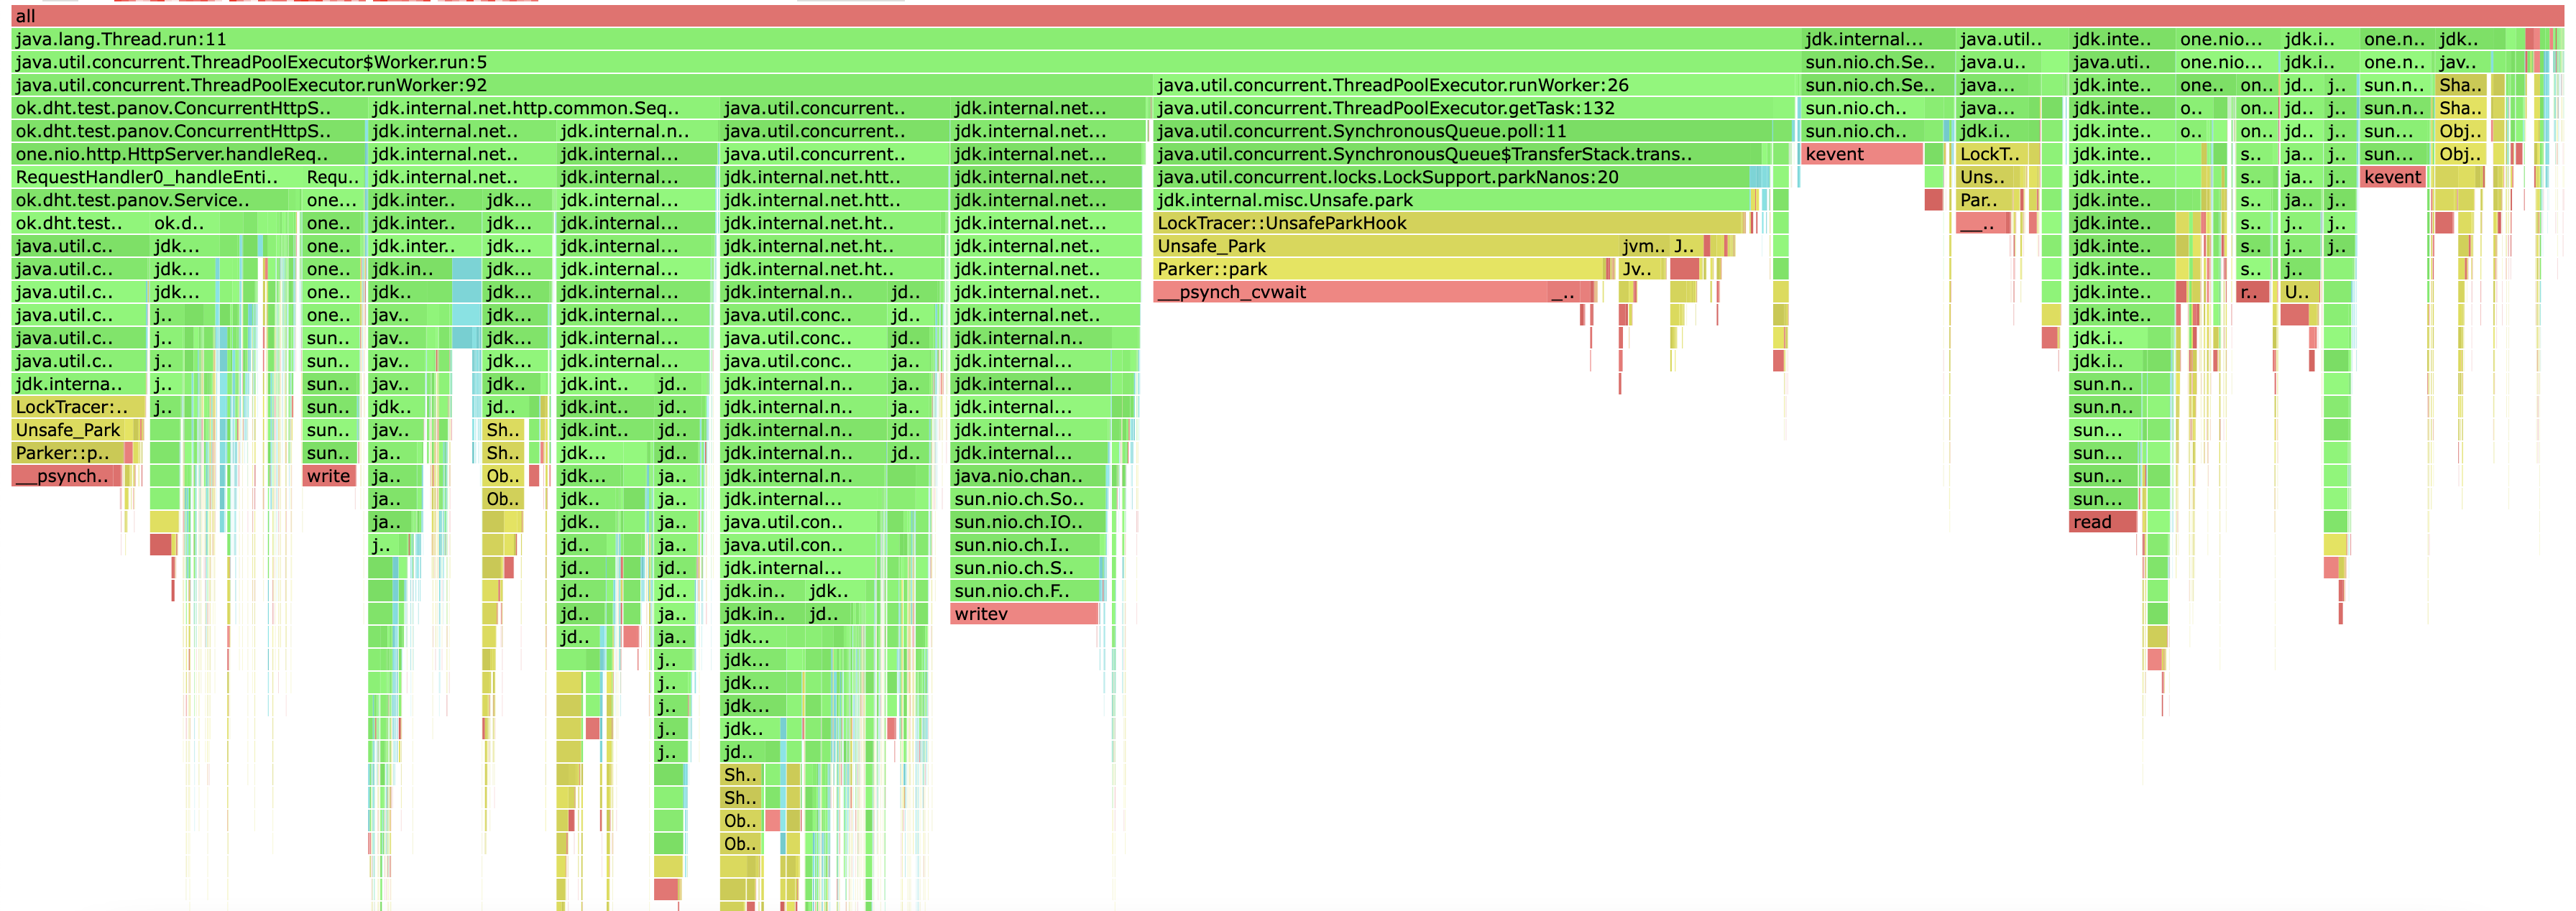 all
java.lang.Thread.run:11 jdk.internal... java.util.. jdk.inte.. one.nio... jdk.i.. one.n.. jdk..
java.util.concurrent.ThreadPoolExecutor$Worker.run:5 sun.nio.ch.Se.. java.u.. java.uti.. one.nio... jdk.i.. one.n.. jav..
java.util.concurrent.ThreadPoolExecutor.runWorker:92 java.util.concurrent.ThreadPoolExecutor.runWorker:26 sun.nio.ch.Se.. java... jdk.inte.. one.. on.. jd.. j.. sun.n.. Sha..
ok.dht.test.panov.ConcurrentHttpS.. jdk.internal.net.http.common.Seq.. java.util.concurrent.. jdk.internal.net... java.util.concurrent.ThreadPoolExecutor.getTask:132 sun.nio.ch.. java... jdk.inte.. o.. on.. jd.. j.. sun.n.. Sha..
ok.dht.test.panov.ConcurrentHttpS.. jdk.internal.net.. jdk.internal.n.. java.util.concurrent.. jdk.internal.net... java.util.concurrent.SynchronousQueue.poll:11 sun.nio.ch.. jdk.i.. jdk.inte.. o.. on.. jd.. j.. sun... Obj..
one.nio.http.HttpServer.handleReq.. jdk.internal.net.. jdk.internal... java.util.concurrent.. jdk.internal.net... java.util.concurrent.SynchronousQueue$TransferStack.trans.. kevent LockT.. jdk.inte.. s.. ja.. j.. sun... Obj..
RequestHandler0_handleEnti.. Requ.. jdk.internal.net.. jdk.internal... jdk.internal.net.htt.. jdk.internal.net... java.util.concurrent.locks.LockSupport.parkNanos:20 Uns.. jdk.inte.. s.. ja.. j.. kevent
ok.dht.test.panov.Service.. one... jdk.inter.. jdk... jdk.internal... jdk.internal.net.htt.. jdk.internal.net... jdk.internal.misc.Unsafe.park Par.. jdk.inte.. s.. ja.. j..
ok.dht.test.. ok.d.. one.. jdk.inter.. jdk... jdk.internal... jdk.internal.net.htt.. jdk.internal.net... LockTracer::UnsafeParkHook __.. jdk.inte.. s.. j.. j..
java.util.c.. jdk... one.. jdk.inter.. jdk... jdk.internal... jdk.internal.net.ht.. jdk.internal.net... Unsafe_Park jvm.. J.. jdk.inte.. s.. j.. j..
java.util.c.. jdk... one.. jdk.in.. jdk... jdk.internal... jdk.internal.net.ht.. jdk.internal.net... Parker::park Jv.. jdk.inte.. s.. j..
java.util.c.. jdk... one.. jdk.. jdk... jdk.internal... jdk.internal.n.. jd.. jdk.internal.net... __psynch_cvwait _.. jdk.inte.. r.. U..
java.util.c.. j.. one.. jav.. jdk... jdk.internal... java.util.conc.. jd.. jdk.internal.net.. jdk.inte..
java.util.c.. j.. sun.. jav.. jdk... jdk.internal... java.util.conc.. jd.. jdk.internal.n.. jdk.i..
java.util.c.. j.. sun.. jav.. jdk... jdk.internal... java.util.conc.. ja.. jdk.internal... jdk.i..
jdk.interna.. j.. sun.. jav.. jdk.. jdk.int.. jd.. jdk.internal.n.. ja.. jdk.internal... sun.n..
LockTracer:.. j.. sun.. jdk.. jd.. jdk.int.. jd.. jdk.internal.n.. ja.. jdk.internal... sun.n..
Unsafe_Park sun.. jav.. Sh.. jdk.int.. jd.. jdk.internal.n.. jd.. jdk.internal... sun...
Parker::p.. sun.. ja.. Sh.. jdk... jd.. jdk.internal.n.. jd.. jdk.internal... sun...
__psynch.. write ja.. Ob.. jdk... ja.. jdk.internal.n.. java.nio.chan.. sun...
ja.. Ob.. jdk.. ja.. jdk.internal... sun.nio.ch.So.. sun...
ja.. jdk.. ja.. java.util.con.. sun.nio.ch.IO.. read
j.. jd.. ja.. java.util.con.. sun.nio.ch.I..
jd.. jd.. jdk.internal... sun.nio.ch.S..
jd.. jd.. jdk.in.. jdk.. sun.nio.ch.F..
jd.. ja.. jdk.in.. jd.. writev
jd.. ja.. jdk...
j.. jdk...
j.. jdk...
j.. jdk...
j.. jdk..
j.. jd..
Sh..
Sh..
Ob..
Ob..